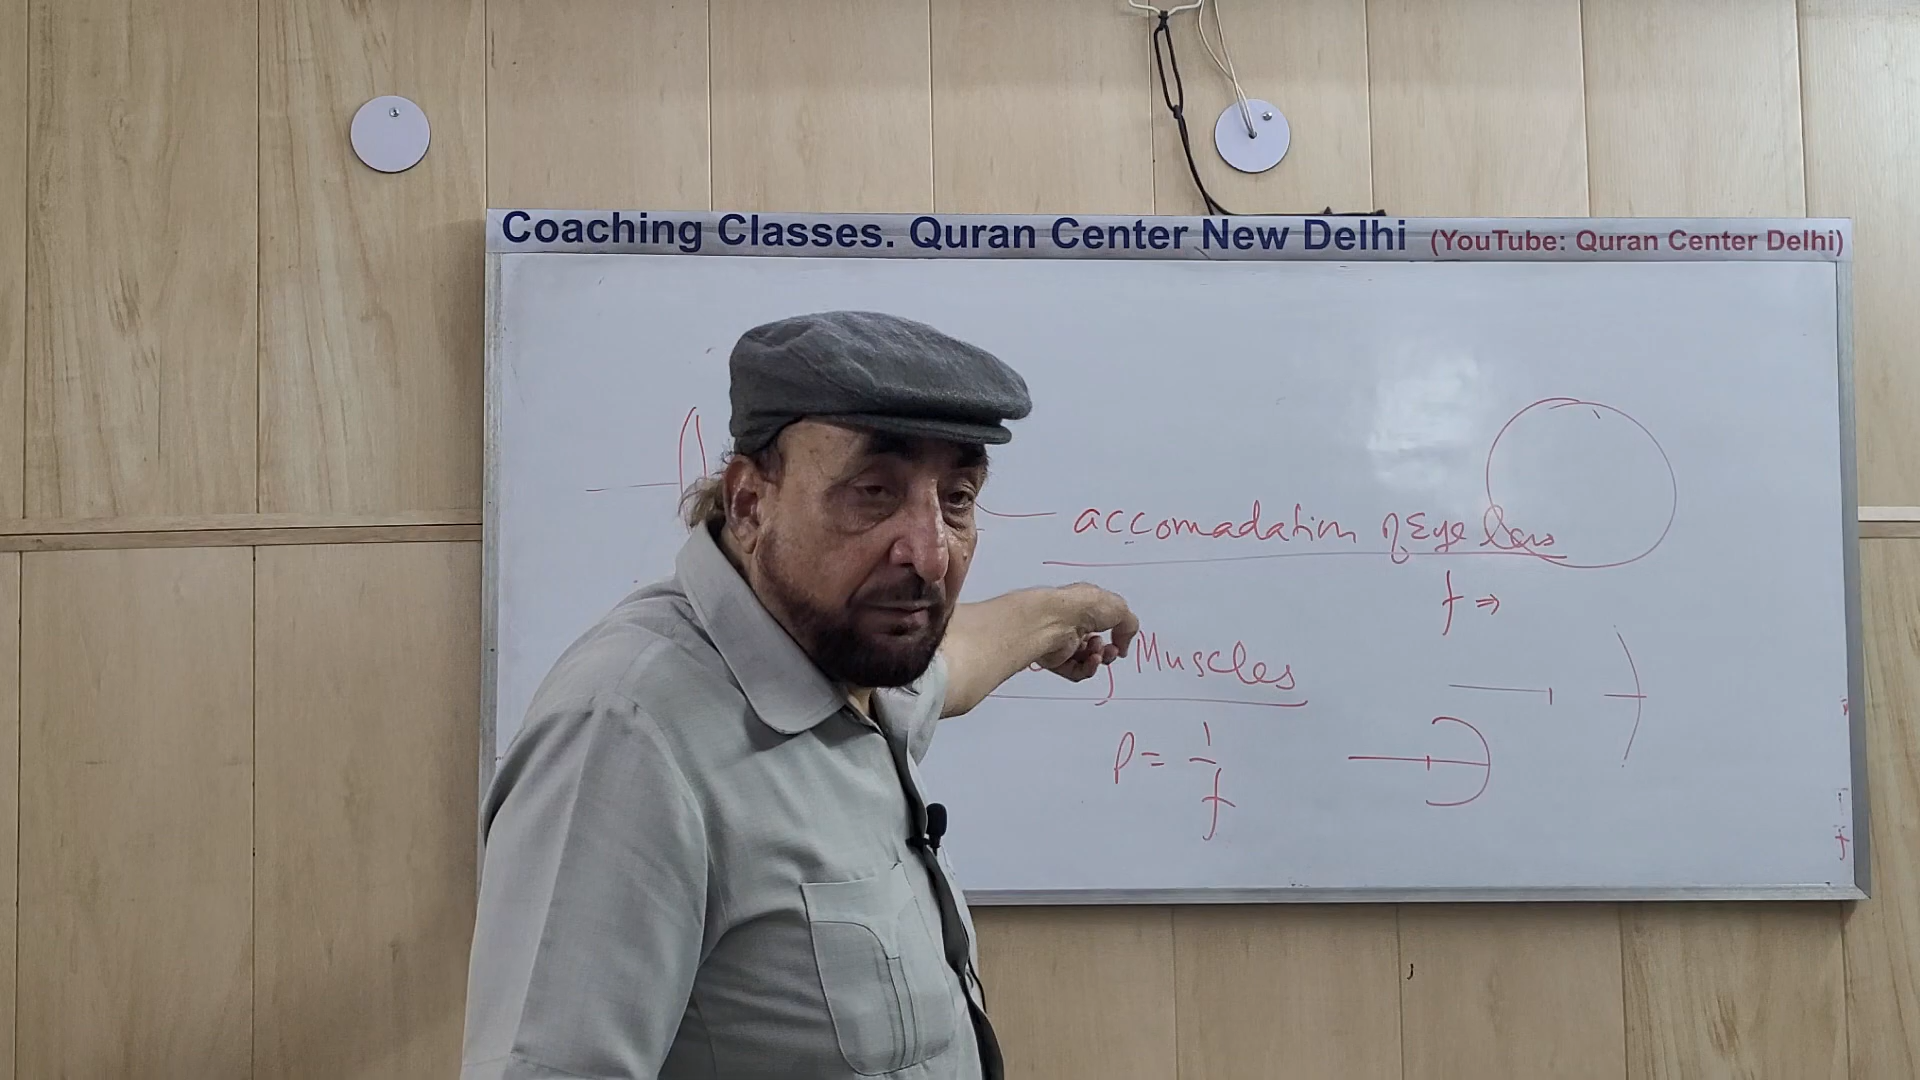 Coaching Classes. Quran Center New Delhi (YouTube: Quran Center Delhi)
accomadation of Eye lens
f ⇒
Muscles
P = 1/f
f